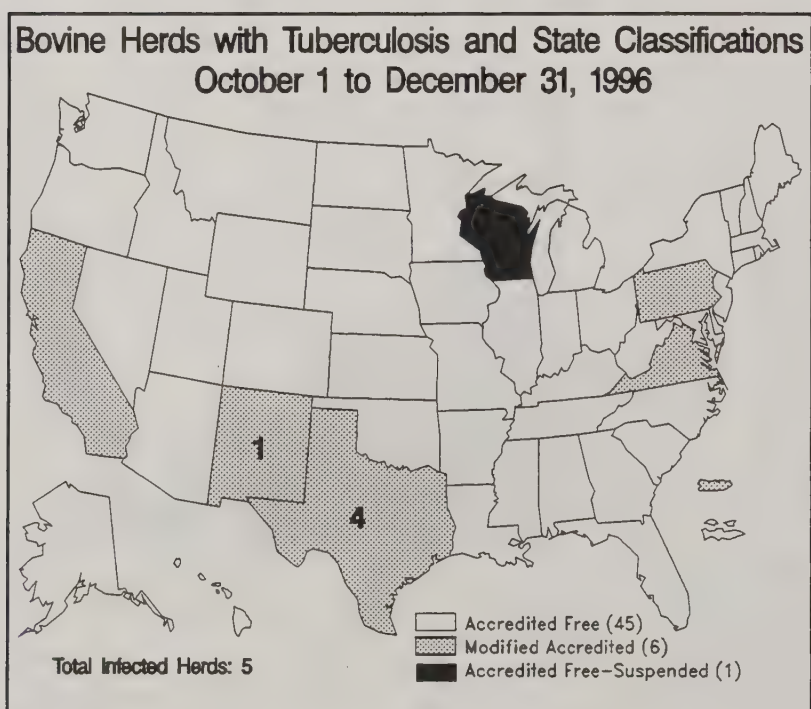 Bovine Herds with Tuberculosis and State Classifications
October 1 to December 31, 1996
1
4
Accredited Free (45)
Modified Accredited (6)
Accredited Free-Suspended (1)
Total Infected Herds: 5